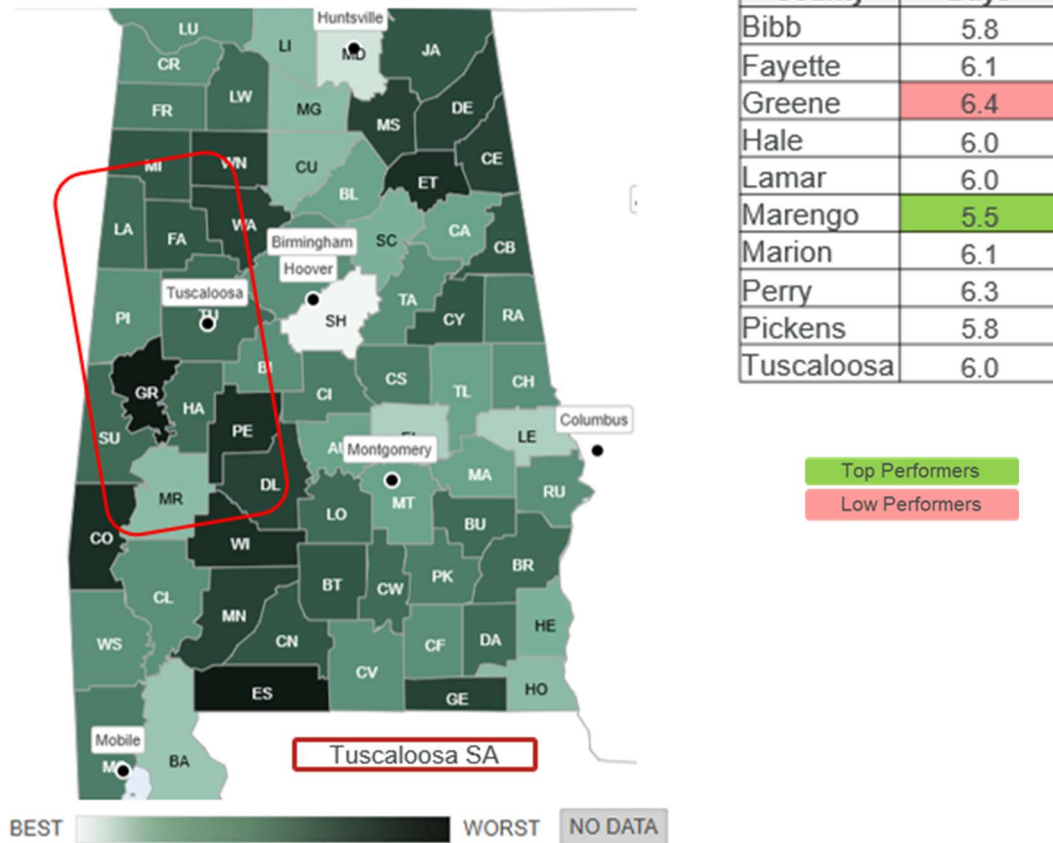 Huntsville
LU
LI
MD
JA
CR
LW
MG
FR
MS
DE
MI
WN
CU
CE
ET
BL
LA
FA
WA
SC
CA
CB
Birmingham
Hoover
Tuscaloosa
PI
TA
SH
CY
RA
BI
CS
CH
GR
HA
CI
TL
SU
PE
LE
Columbus
Montgomery
MR
DL
MA
MT
RU
LO
BU
CO
WI
BR
BT
CW
PK
CL
MN
HE
WS
CN
CF
DA
CV
HO
ES
GE
Mobile
BA
Tuscaloosa SA
BEST WORST NO DATA
Bibb 5.8
Fayette 6.1
Greene 6.4
Hale 6.0
Lamar 6.0
Marengo 5.5
Marion 6.1
Perry 6.3
Pickens 5.8
Tuscaloosa 6.0
Top Performers
Low Performers